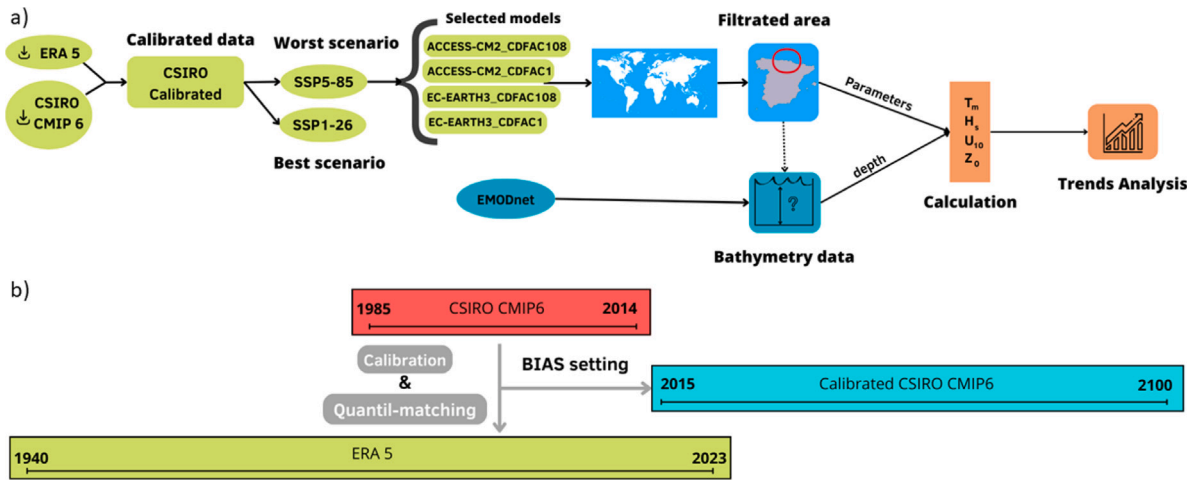 a)
ERA 5
CSIRO
CMIP 6
Calibrated data
CSIRO
Calibrated
Worst scenario
SSP5-85
SSP1-26
Best scenario
Selected models
ACCESS-CM2_CDFAC108
ACCESS-CM2_CDFAC1
EC-EARTH3_CDFAC108
EC-EARTH3_CDFAC1
Filtrated area
EMODnet
?
Bathymetry data
Parameters
depth
Tm
Hs
U10
Z0
Calculation
Trends Analysis
b)
1985 CSIRO CMIP6 2014
Calibration
&
Quantil-matching
BIAS setting
2015 Calibrated CSIRO CMIP6 2100
1940 ERA 5 2023